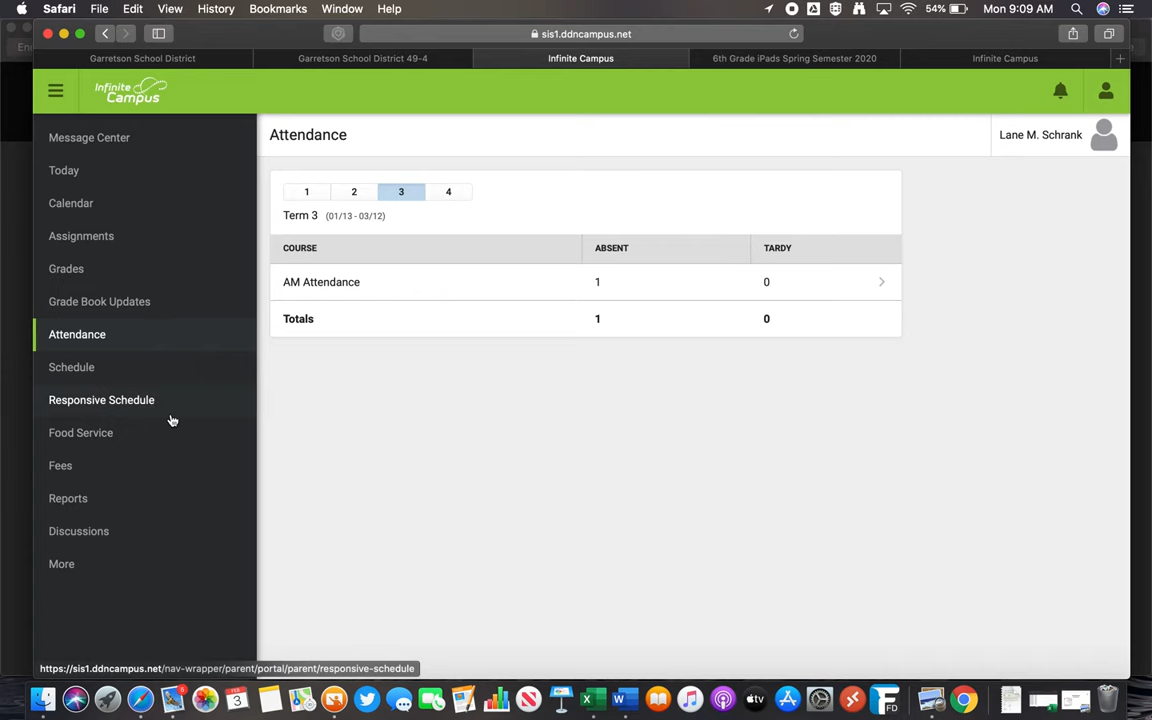 Safari File Edit View History Bookmarks Window Help 54% Mon 9:09 AM
sis1.ddncampus.net
Garretson School District Garretson School District 49-4 Infinite Campus 6th Grade iPads Spring Semester 2020 Infinite Campus
Infinite Campus
Message Center
Today
Calendar
Assignments
Grades
Grade Book Updates
Attendance
Schedule
Responsive Schedule
Food Service
Fees
Reports
Discussions
More
Attendance
Lane M. Schrank
1 2 3 4
Term 3 (01/13 - 03/12)
COURSE ABSENT TARDY
AM Attendance 1 0
Totals 1 0
https://sis1.ddncampus.net/nav-wrapper/parent/portal/parent/responsive-schedule
FEB
3
FD